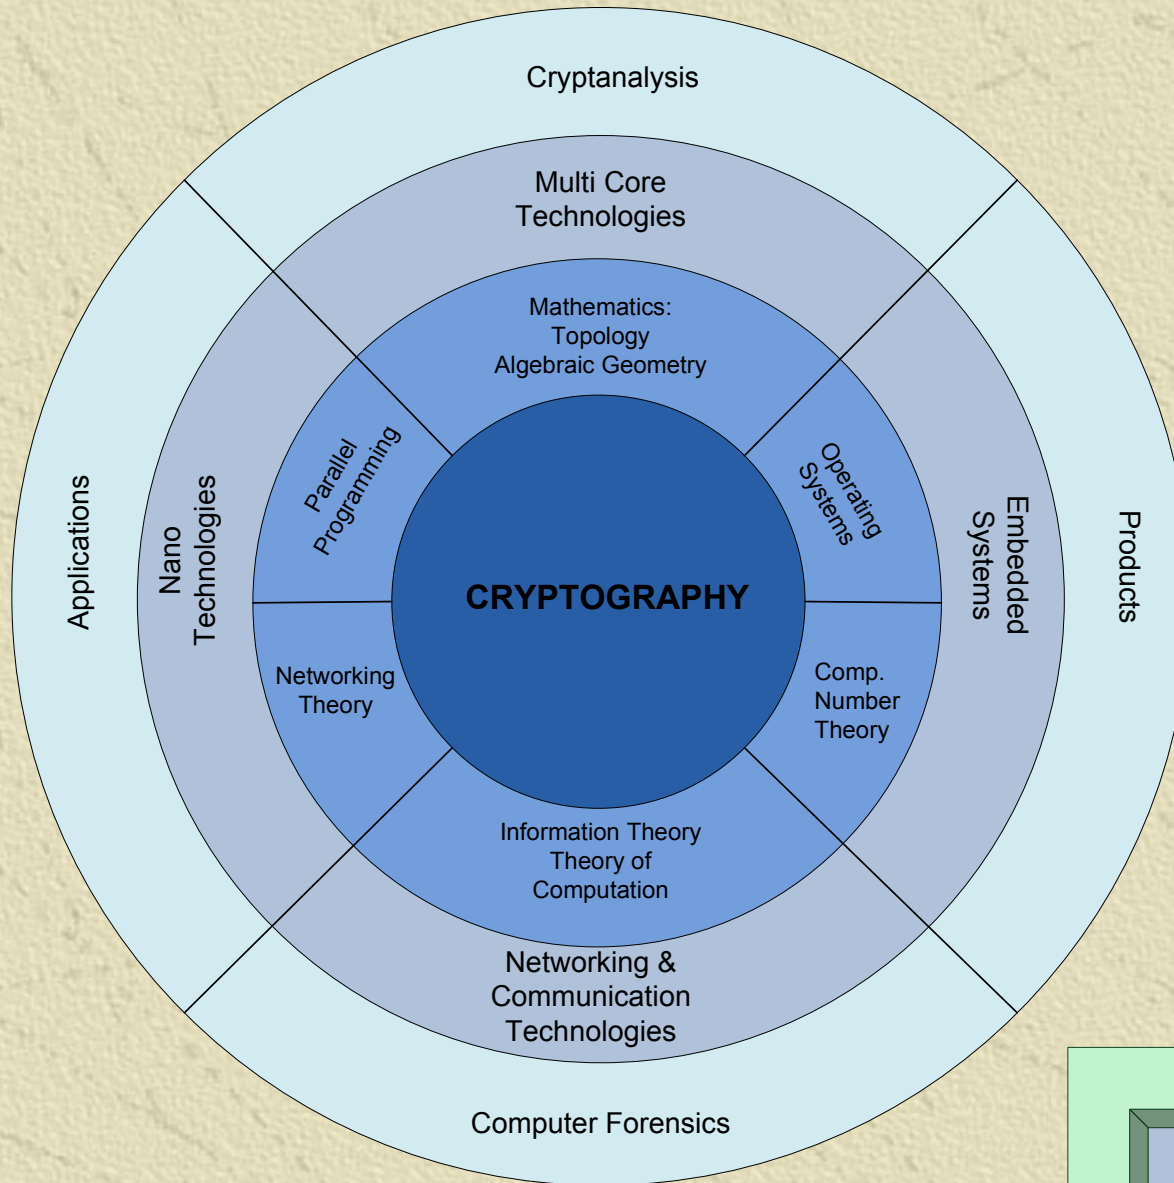 Cryptanalysis
Multi Core
Technologies
Mathematics:
Topology
Algebraic Geometry
Parallel
Programming
Operating
Systems
Applications
Nano
Technologies
CRYPTOGRAPHY
Embedded
Systems
Products
Networking
Theory
Comp.
Number
Theory
Information Theory
Theory of
Computation
Networking &
Communication
Technologies
Computer Forensics